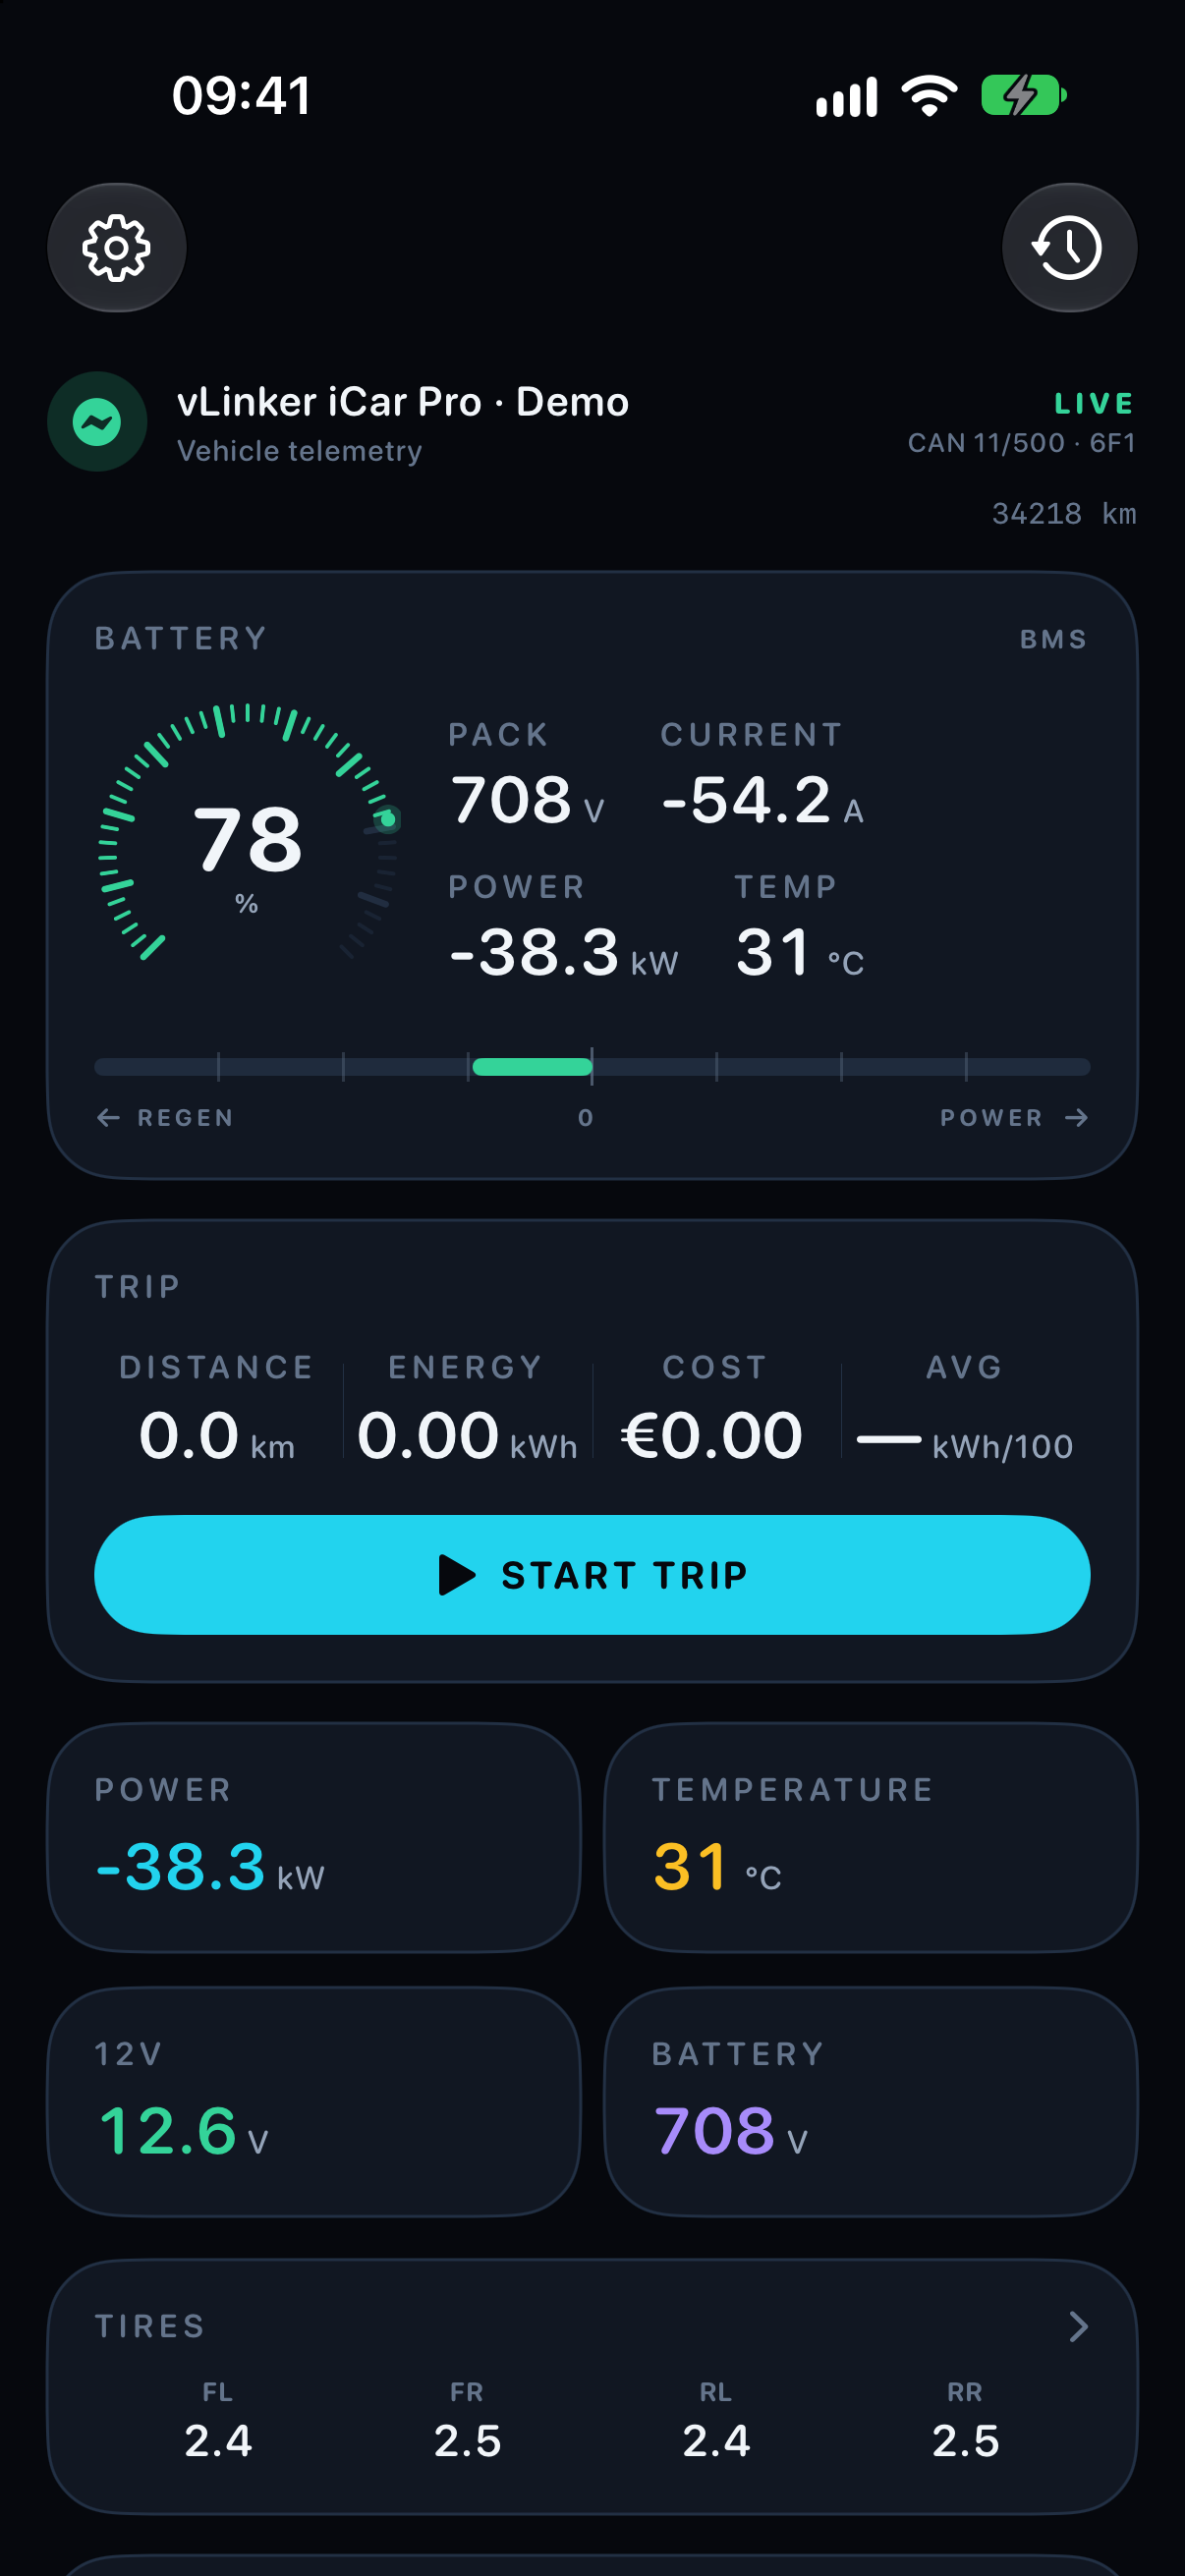 09:41
vLinker iCar Pro · Demo
LIVE
Vehicle telemetry
CAN 11/500 · 6F1
34218 km
BATTERY
BMS
78
%
PACK
CURRENT
708 V
-54.2 A
POWER
TEMP
-38.3 kW
31 °C
← REGEN
0
POWER →
TRIP
DISTANCE
ENERGY
COST
AVG
0.0 km
0.00 kWh
€0.00
— kWh/100
START TRIP
POWER
-38.3 kW
TEMPERATURE
31 °C
12V
12.6 V
BATTERY
708 V
TIRES
FL
FR
RL
RR
2.4
2.5
2.4
2.5